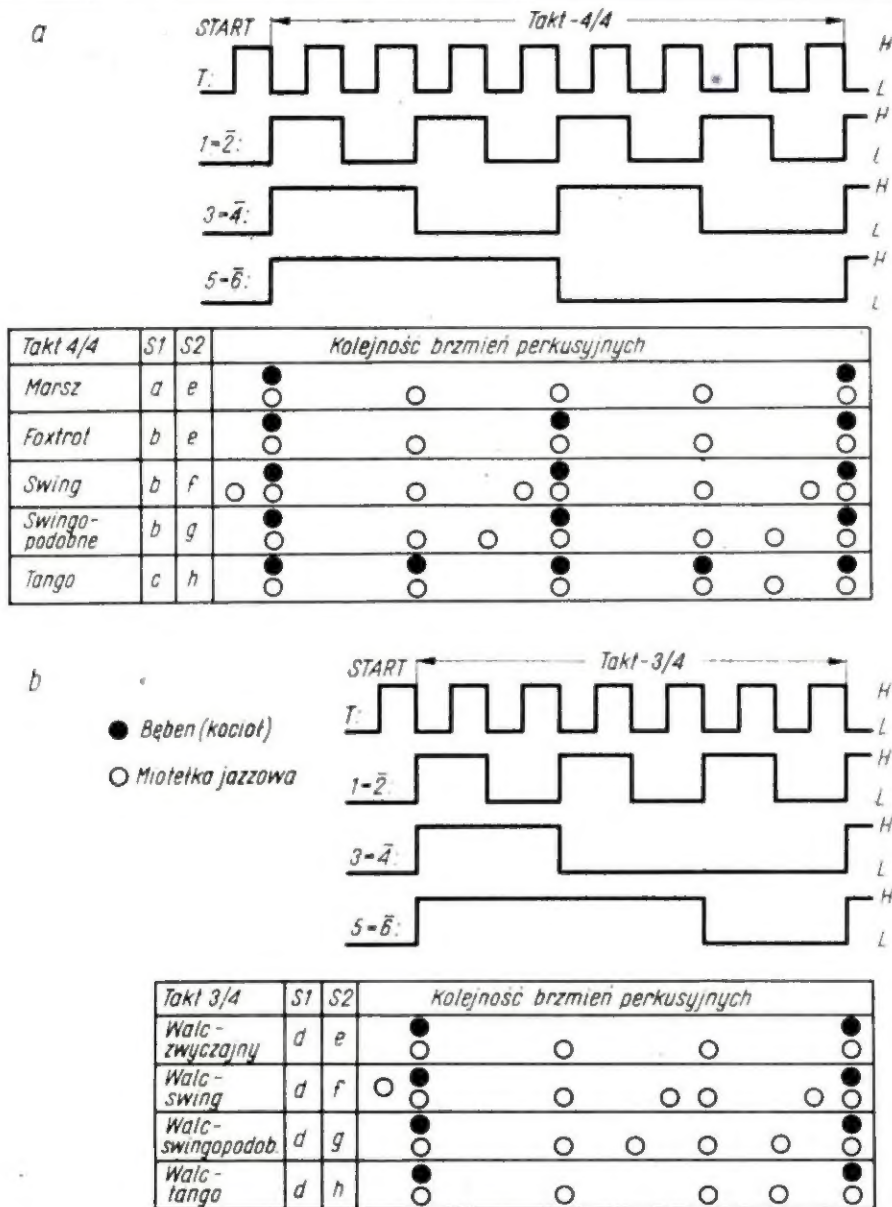 a
START
Takt-4/4
T:
H
L
1=2̅:
H
L
3=4̅:
H
L
5=6̅:
H
L
Takt 4/4 S1 S2 Kolejność brzmień perkusyjnych
Marsz a e
Foxtrot b e
Swing b f
Swingo-
podobne b g
Tango c h
b
START
Takt-3/4
T:
H
L
● Bęben (kocioł)
○ Miotełka jazzowa
1=2̅:
H
L
3=4̅:
H
L
5=6̅:
H
L
Takt 3/4 S1 S2 Kolejność brzmień perkusyjnych
Walc-
zwyczajny d e
Walc-
swing d f
Walc-
swingopodob. d g
Walc-
tango d h